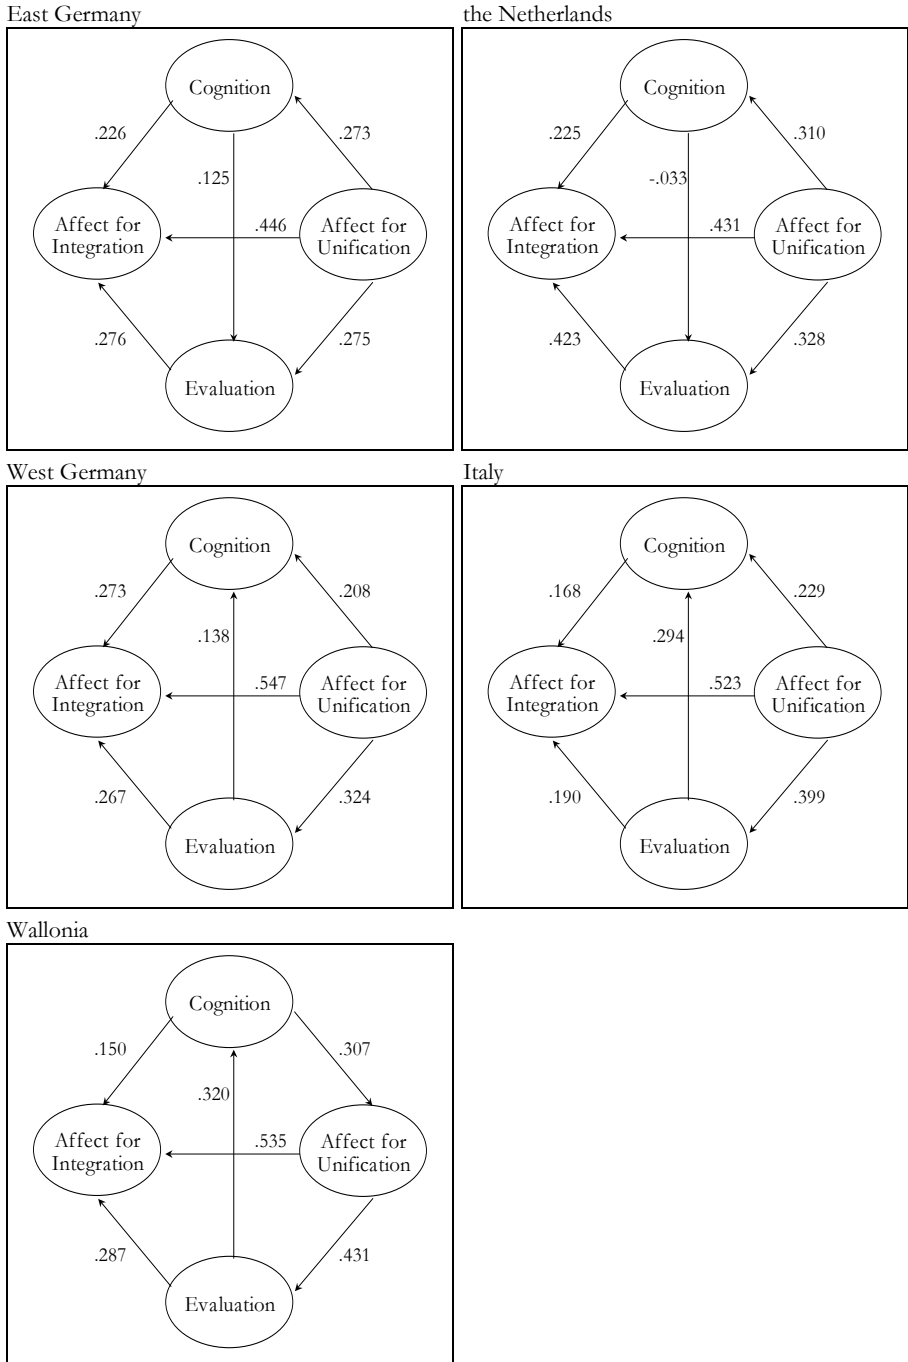 East Germany
Cognition
.226
.273
.125
Affect for
Integration
.446
Affect for
Unification
.276
.275
Evaluation
the Netherlands
Cognition
.225
.310
-.033
Affect for
Integration
.431
Affect for
Unification
.423
.328
Evaluation
West Germany
Cognition
.273
.208
.138
Affect for
Integration
.547
Affect for
Unification
.267
.324
Evaluation
Italy
Cognition
.168
.229
.294
Affect for
Integration
.523
Affect for
Unification
.190
.399
Evaluation
Wallonia
Cognition
.150
.307
.320
Affect for
Integration
.535
Affect for
Unification
.287
.431
Evaluation